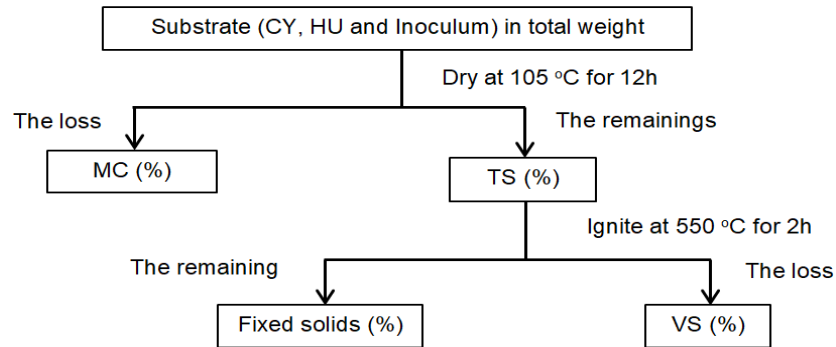 Substrate (CY, HU and Inoculum) in total weight
Dry at 105 °C for 12h
The loss
The remainings
MC (%)
TS (%)
Ignite at 550 °C for 2h
The remaining
The loss
Fixed solids (%)
VS (%)